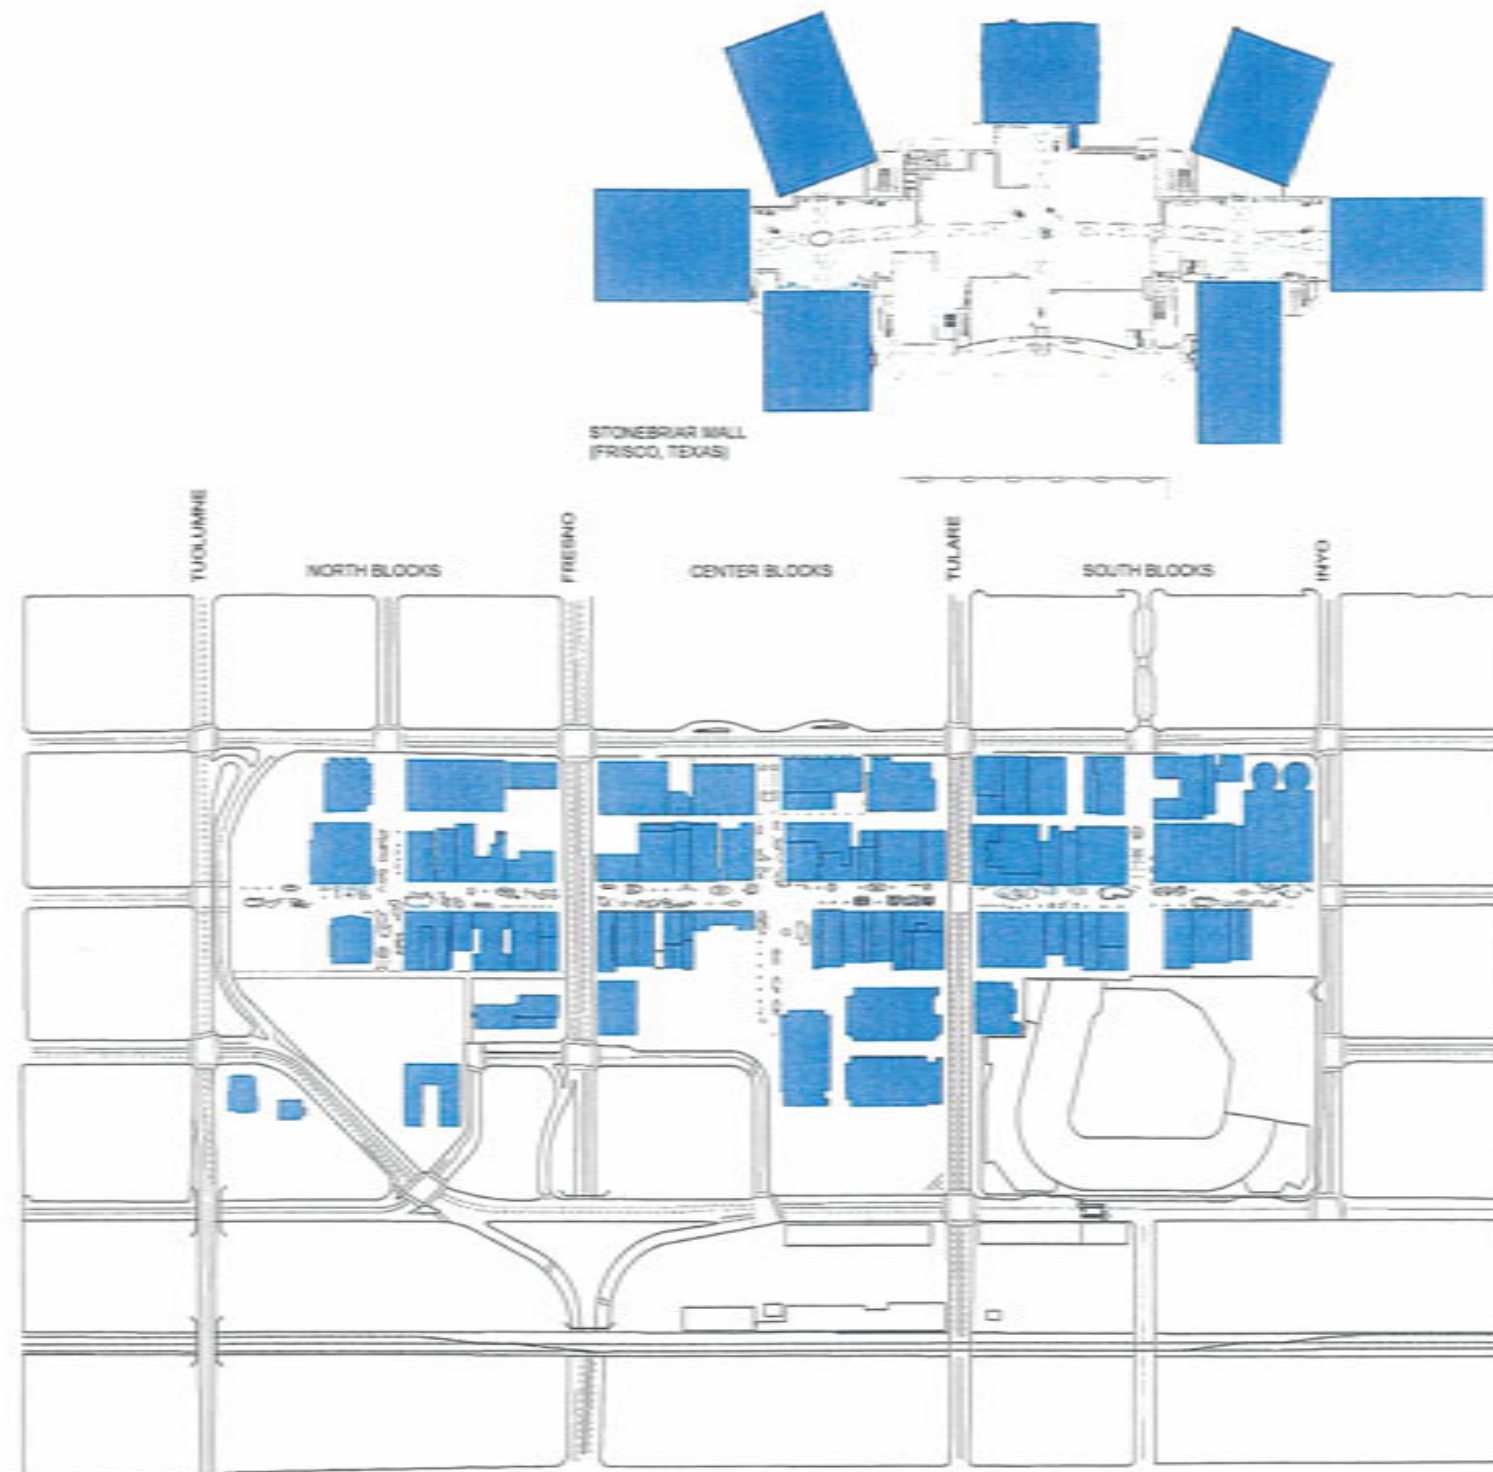 STONEBRIAR MALL
(FRISCO, TEXAS)
TUOLUMNE
NORTH BLOCKS
FRESNO
CENTER BLOCKS
TULARE
SOUTH BLOCKS
INYO